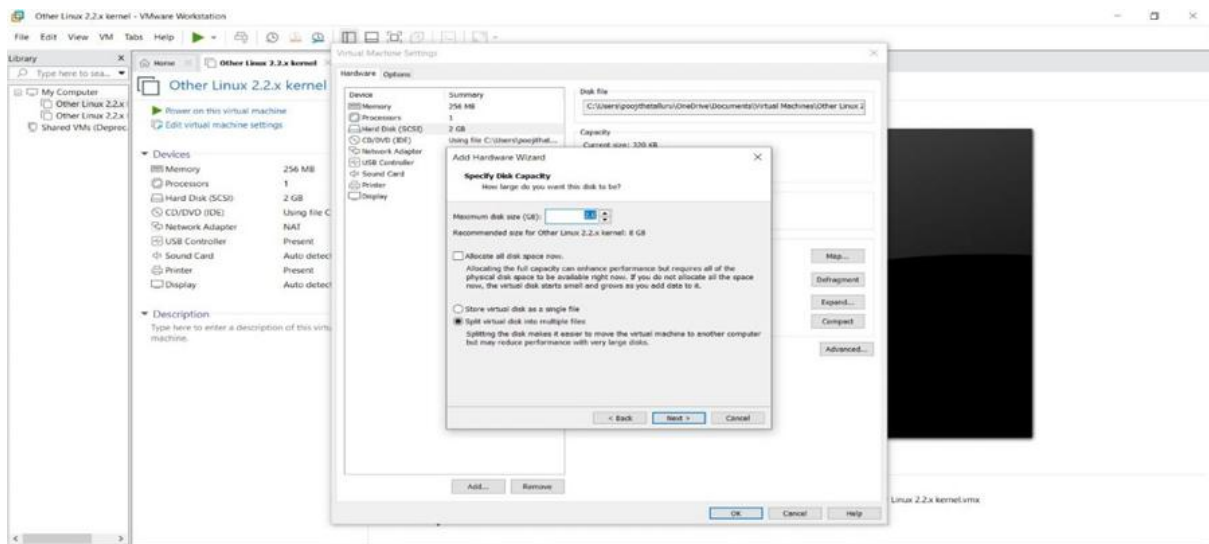 Other Linux 2.2.x kernel - VMware Workstation
File Edit View VM Tabs Help
Library X
Type here to sea...
My Computer
Other Linux 2.2.x
Other Linux 2.2.x
Shared VMs (Deprec
Home
Other Linux 2.2.x kernel
Other Linux 2.2.x kernel
Power on this virtual machine
Edit virtual machine settings
Devices
Memory 256 MB
Processors 1
Hard Disk (SCSI) 2 GB
CD/DVD (IDE) Using file C
Network Adapter NAT
USB Controller Present
Sound Card Auto detect
Printer Present
Display Auto detect
Description
Type here to enter a description of this virtu
machine.
Virtual Machine Settings
Hardware Options
Device Summary
Memory 256 MB
Processors 1
Hard Disk (SCSI) 2 GB
CD/DVD (IDE) Using file C:\Users\poojithat...
Network Adapter
USB Controller
Sound Card
Printer
Display
Disk file
C:\Users\poojithatalluru\OneDrive\Documents\Virtual Machines\Other Linux 2
Capacity
Current size: 320 KB
Add Hardware Wizard
Specify Disk Capacity
How large do you want this disk to be?
Maximum disk size (GB):
Recommended size for Other Linux 2.2.x kernel: 8 GB
Allocate all disk space now.
Allocating the full capacity can enhance performance but requires all of the
physical disk space to be available right now. If you do not allocate all the space
now, the virtual disk starts small and grows as you add data to it.
Store virtual disk as a single file
Split virtual disk into multiple files
Splitting the disk makes it easier to move the virtual machine to another computer
but may reduce performance with very large disks.
< Back Next > Cancel
Map...
Defragment
Expand...
Compact
Advanced...
Add... Remove
OK Cancel Help
Linux 2.2.x kernel.vmx